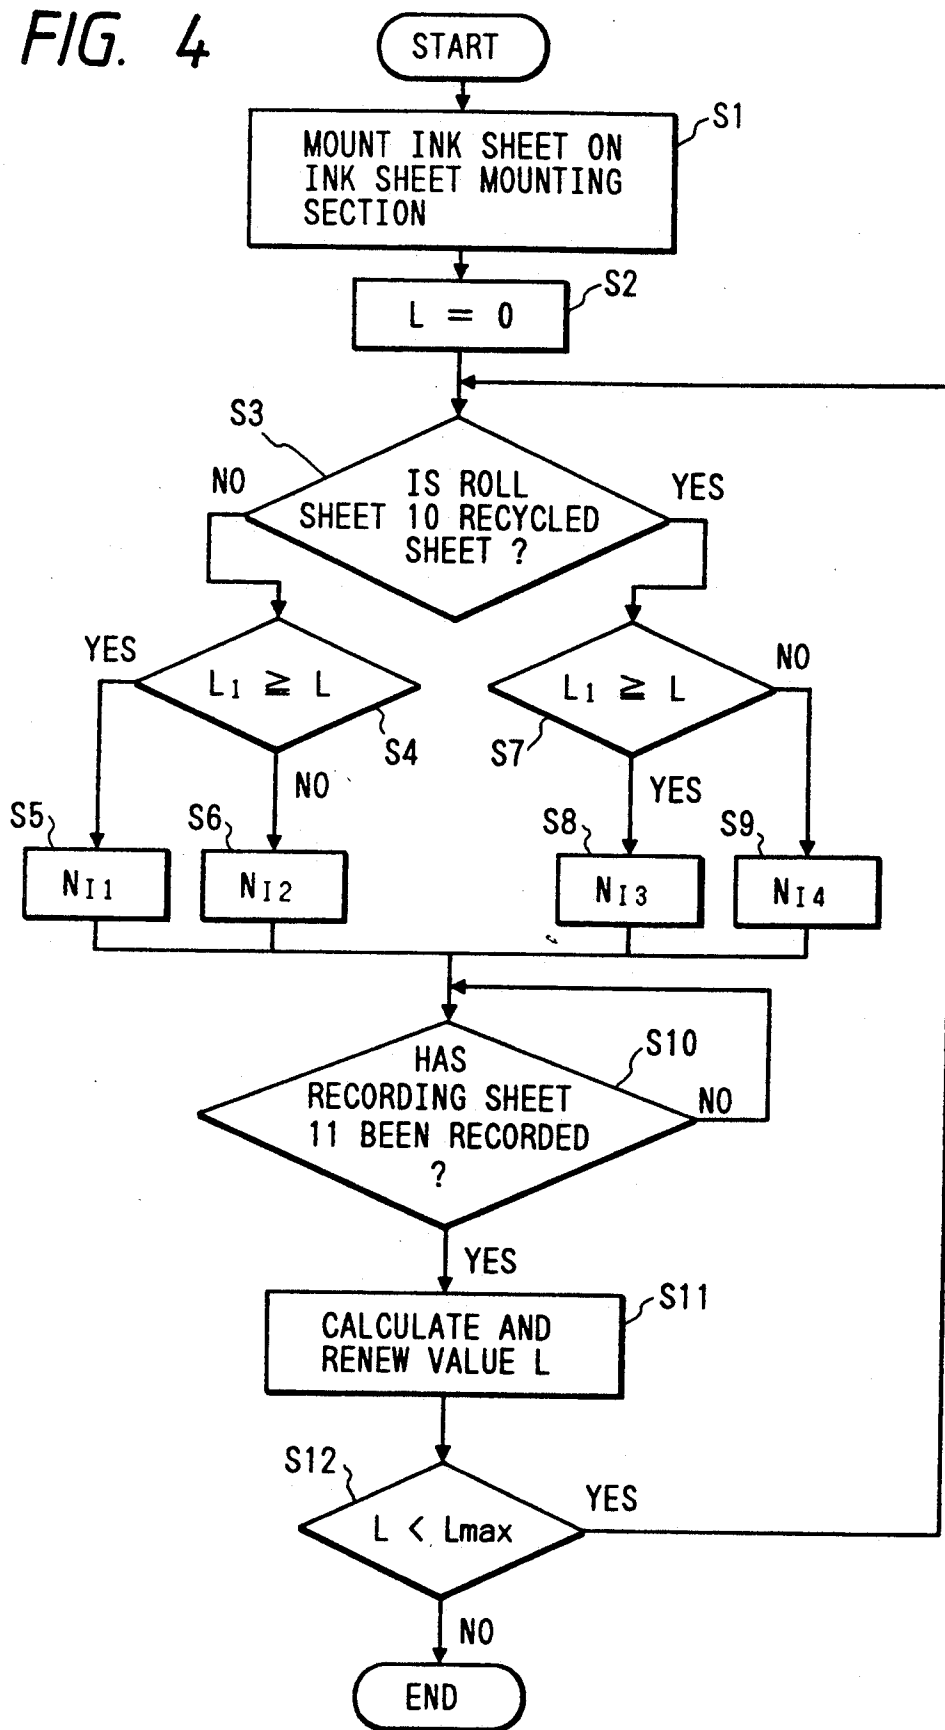 FIG. 4
START
S1
MOUNT INK SHEET ON
INK SHEET MOUNTING
SECTION
S2
L = 0
S3
NO
YES
IS ROLL
SHEET 10 RECYCLED
SHEET ?
YES
L1 ≧ L
S4
NO
L1 ≧ L
S7
NO
YES
S5
NI1
S6
NI2
S8
NI3
S9
NI4
S10
HAS
RECORDING SHEET
11 BEEN RECORDED
?
NO
YES
S11
CALCULATE AND
RENEW VALUE L
S12
L < Lmax
YES
NO
END